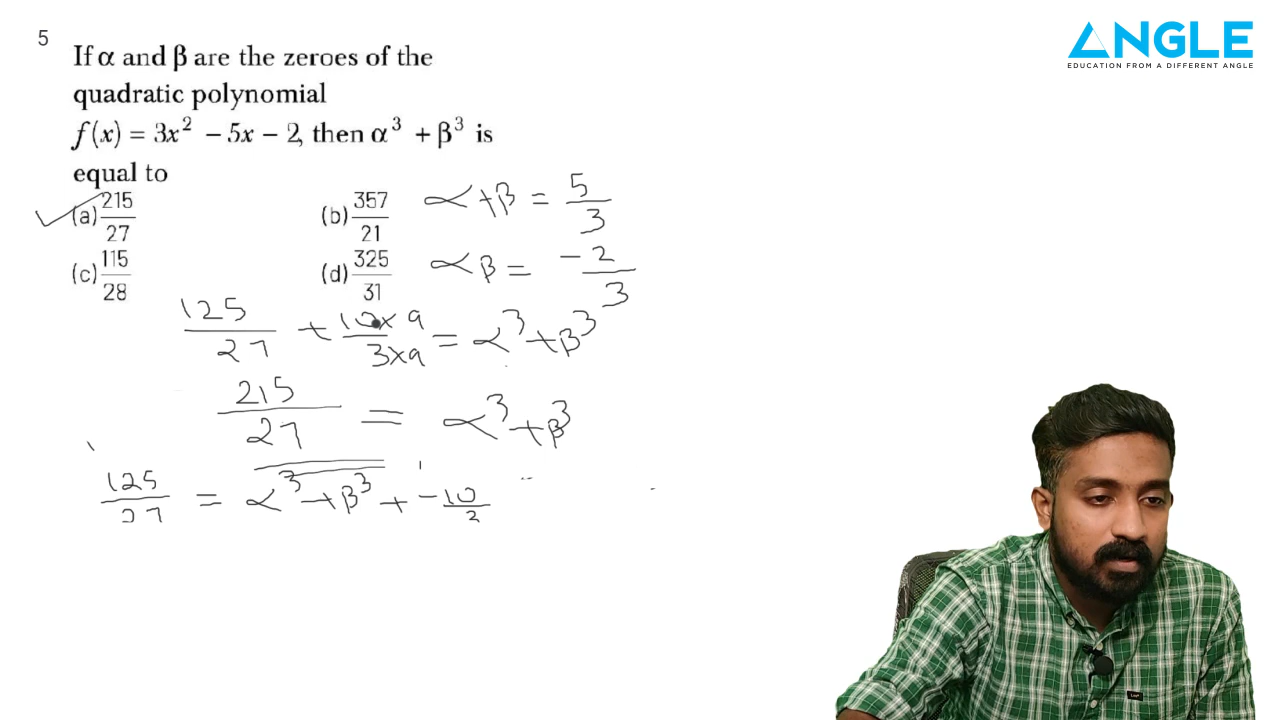 5
ANGLE
EDUCATION FROM A DIFFERENT ANGLE
If α and β are the zeroes of the
quadratic polynomial
f(x) = 3x² − 5x − 2, then α³ + β³ is
equal to
(a) 215/27 (b) 357/21
(c) 115/28 (d) 325/31
α+β = 5/3
αβ = -2/3
125/27 + 10×9/3×9 = α³+β³
215/27 = α³+β³
125/27 = α³+β³ + -10/3